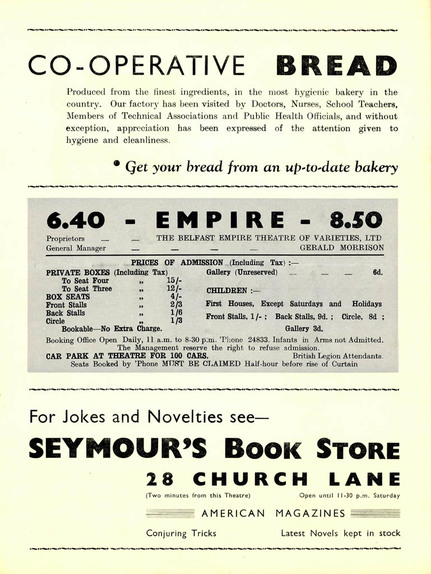 CO-OPERATIVE BREAD
Produced from the finest ingredients, in the most hygienic bakery in the
country. Our factory has been visited by Doctors, Nurses, School Teachers,
Members of Technical Associations and Public Health Officials, and without
exception, appreciation has been expressed of the attention given to
hygiene and cleanliness.
• Get your bread from an up-to-date bakery
6.40 - EMPIRE - 8.50
Proprietors — — THE BELFAST EMPIRE THEATRE OF VARIETIES, LTD
General Manager — — — — — GERALD MORRISON
PRICES OF ADMISSION (Including Tax) :—
PRIVATE BOXES (Including Tax)
To Seat Four „ 15/-
To Seat Three „ 12/-
BOX SEATS „ 4/-
Front Stalls „ 2/3
Back Stalls „ 1/6
Circle „ 1/3
Bookable—No Extra Charge.
Gallery (Unreserved) — — — 6d.
CHILDREN :—
First Houses, Except Saturdays and Holidays
Front Stalls, 1/- ; Back Stalls, 9d. ; Circle, 8d ;
Gallery 3d.
Booking Office Open Daily, 11 a.m. to 8-30 p.m. 'Phone 24833. Infants in Arms not Admitted.
The Management reserve the right to refuse admission.
CAR PARK AT THEATRE FOR 100 CARS. British Legion Attendants
Seats Booked by 'Phone MUST BE CLAIMED Half-hour before rise of Curtain
For Jokes and Novelties see—
SEYMOUR'S BOOK STORE
28 CHURCH LANE
(Two minutes from this Theatre) Open until 11-30 p.m. Saturday
AMERICAN MAGAZINES
Conjuring Tricks Latest Novels kept in stock